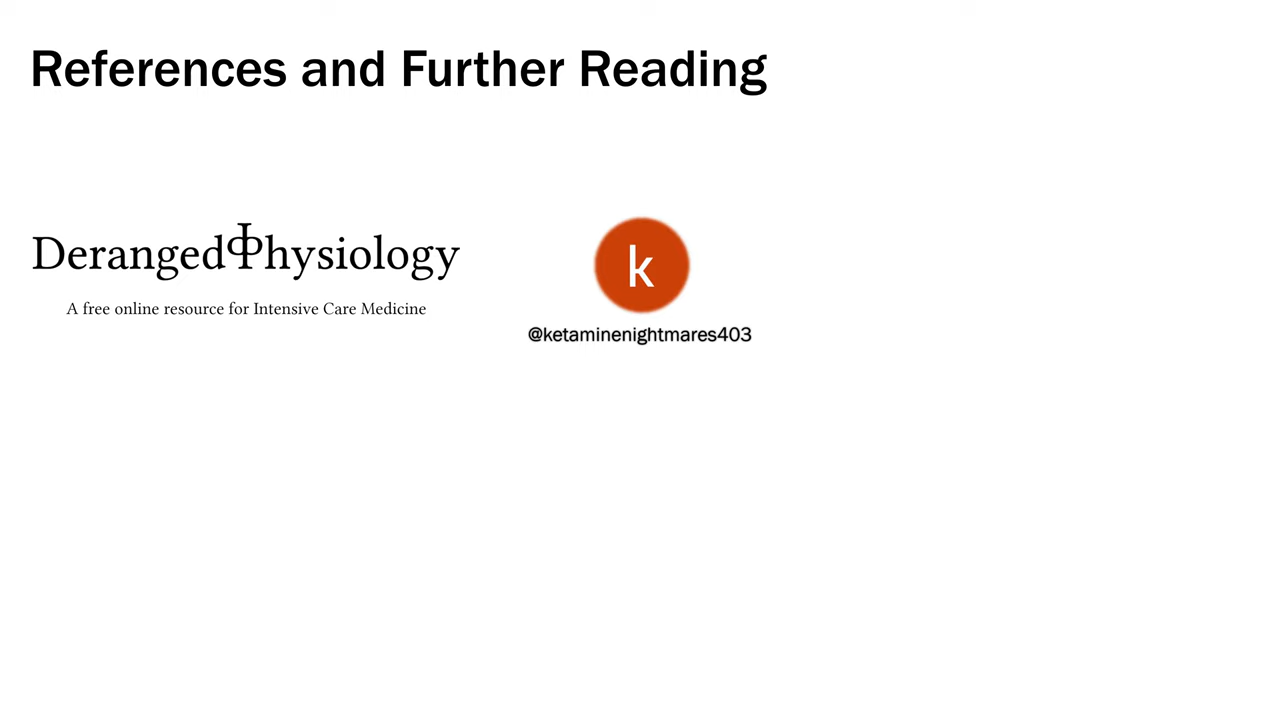 References and Further Reading
DerangedΦhysiology
A free online resource for Intensive Care Medicine
k
@ketaminenightmares403